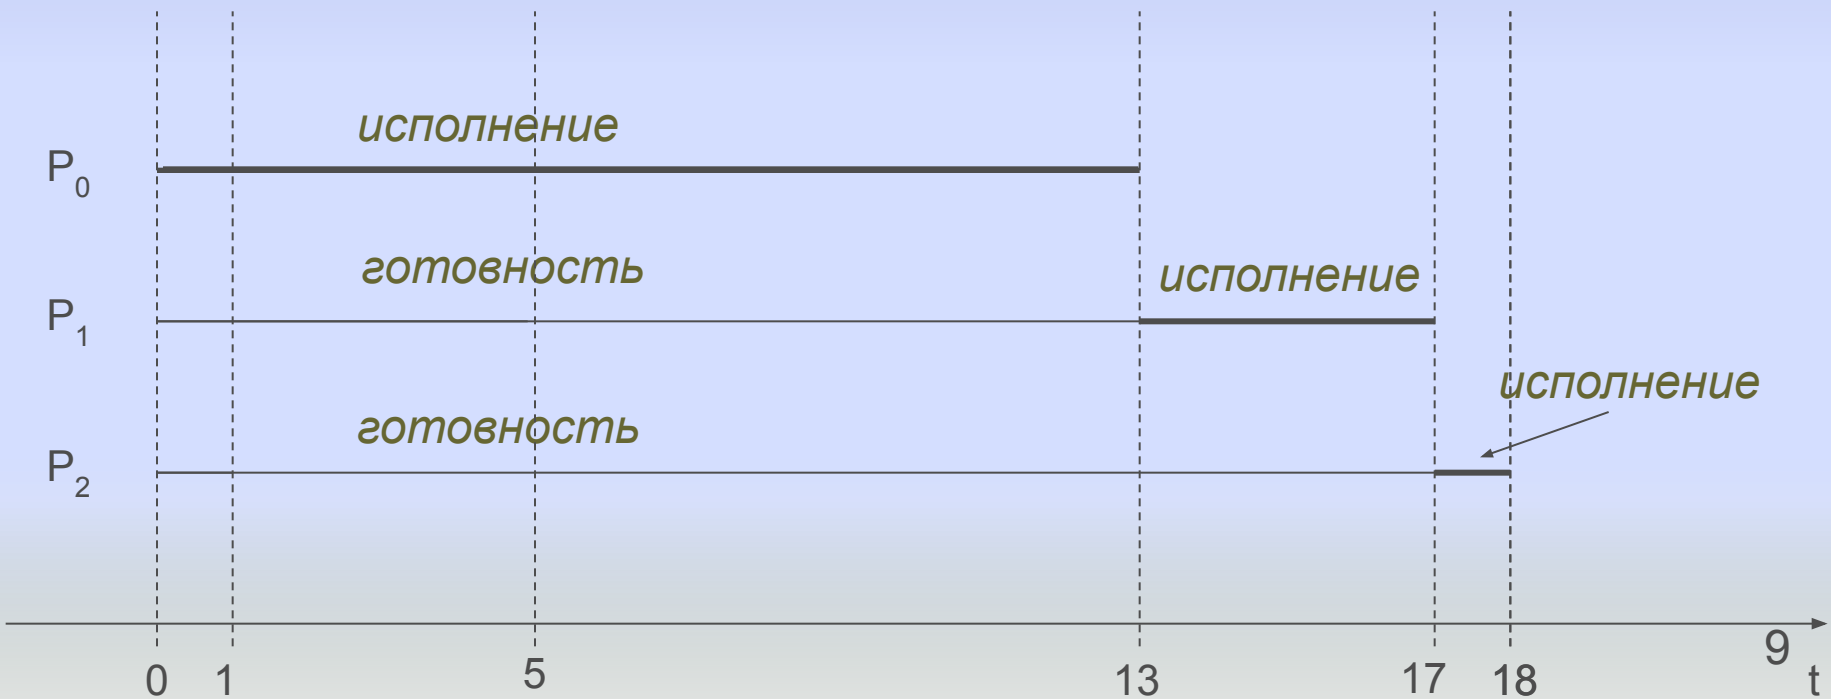 исполнение
P0
готовность
исполнение
P1
исполнение
готовность
P2
9
0 1 5 13 17 18 t